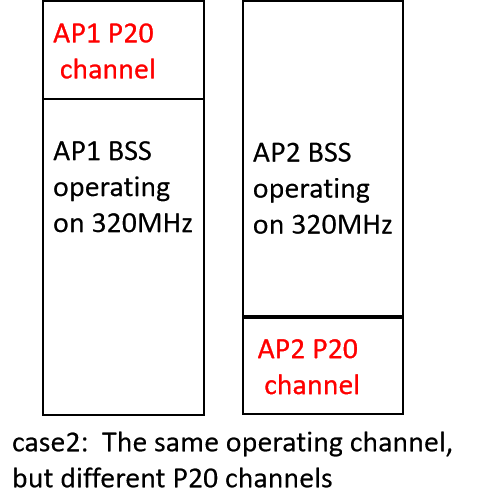 AP1 P20
channel
AP1 BSS
operating
on 320MHz
AP2 BSS
operating
on 320MHz
AP2 P20
channel
case2:  The same operating channel,
but different P20 channels